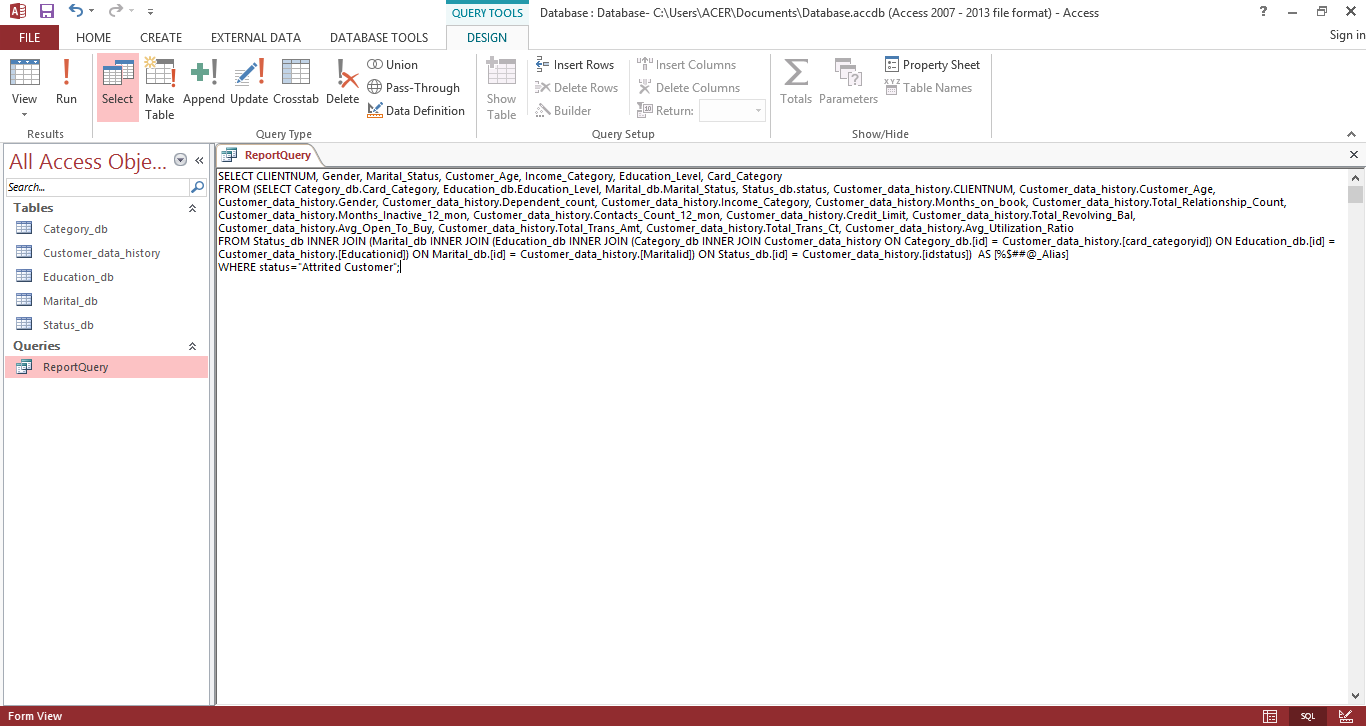 QUERY TOOLS
Database : Database- C:\Users\ACER\Documents\Database.accdb (Access 2007 - 2013 file format) - Access
FILE HOME CREATE EXTERNAL DATA DATABASE TOOLS DESIGN
Sign in
View
Run
Select
Make Table
Append
Update
Crosstab
Delete
Union
Pass-Through
Data Definition
Show Table
Insert Rows
Delete Rows
Builder
Insert Columns
Delete Columns
Return:
Totals
Parameters
Property Sheet
Table Names
Results
Query Type
Query Setup
Show/Hide
All Access Obje...
Search...
Tables
Category_db
Customer_data_history
Education_db
Marital_db
Status_db
Queries
ReportQuery
ReportQuery
SELECT CLIENTNUM, Gender, Marital_Status, Customer_Age, Income_Category, Education_Level, Card_Category
FROM (SELECT Category_db.Card_Category, Education_db.Education_Level, Marital_db.Marital_Status, Status_db.status, Customer_data_history.CLIENTNUM, Customer_data_history.Customer_Age,
Customer_data_history.Gender, Customer_data_history.Dependent_count, Customer_data_history.Income_Category, Customer_data_history.Months_on_book, Customer_data_history.Total_Relationship_Count,
Customer_data_history.Months_Inactive_12_mon, Customer_data_history.Contacts_Count_12_mon, Customer_data_history.Credit_Limit, Customer_data_history.Total_Revolving_Bal,
Customer_data_history.Avg_Open_To_Buy, Customer_data_history.Total_Trans_Amt, Customer_data_history.Total_Trans_Ct, Customer_data_history.Avg_Utilization_Ratio
FROM Status_db INNER JOIN (Marital_db INNER JOIN (Education_db INNER JOIN (Category_db INNER JOIN Customer_data_history ON Category_db.[id] = Customer_data_history.[card_categoryid]) ON Education_db.[id] =
Customer_data_history.[Educationid]) ON Marital_db.[id] = Customer_data_history.[Maritalid]) ON Status_db.[id] = Customer_data_history.[idstatus])  AS [%$##@_Alias]
WHERE status="Attrited Customer";
Form View
SQL